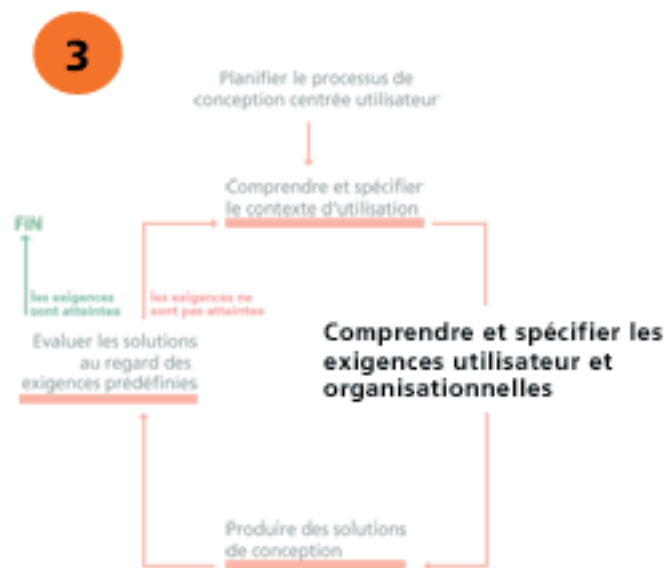 3
Planifier le processus de
conception centrée utilisateur
Comprendre et spécifier
le contexte d'utilisation
FIN
les exigences
sont atteintes
les exigences ne
sont pas atteintes
Evaluer les solutions
au regard des
exigences prédéfinies
Comprendre et spécifier les
exigences utilisateur et
organisationnelles
Produire des solutions
de conception